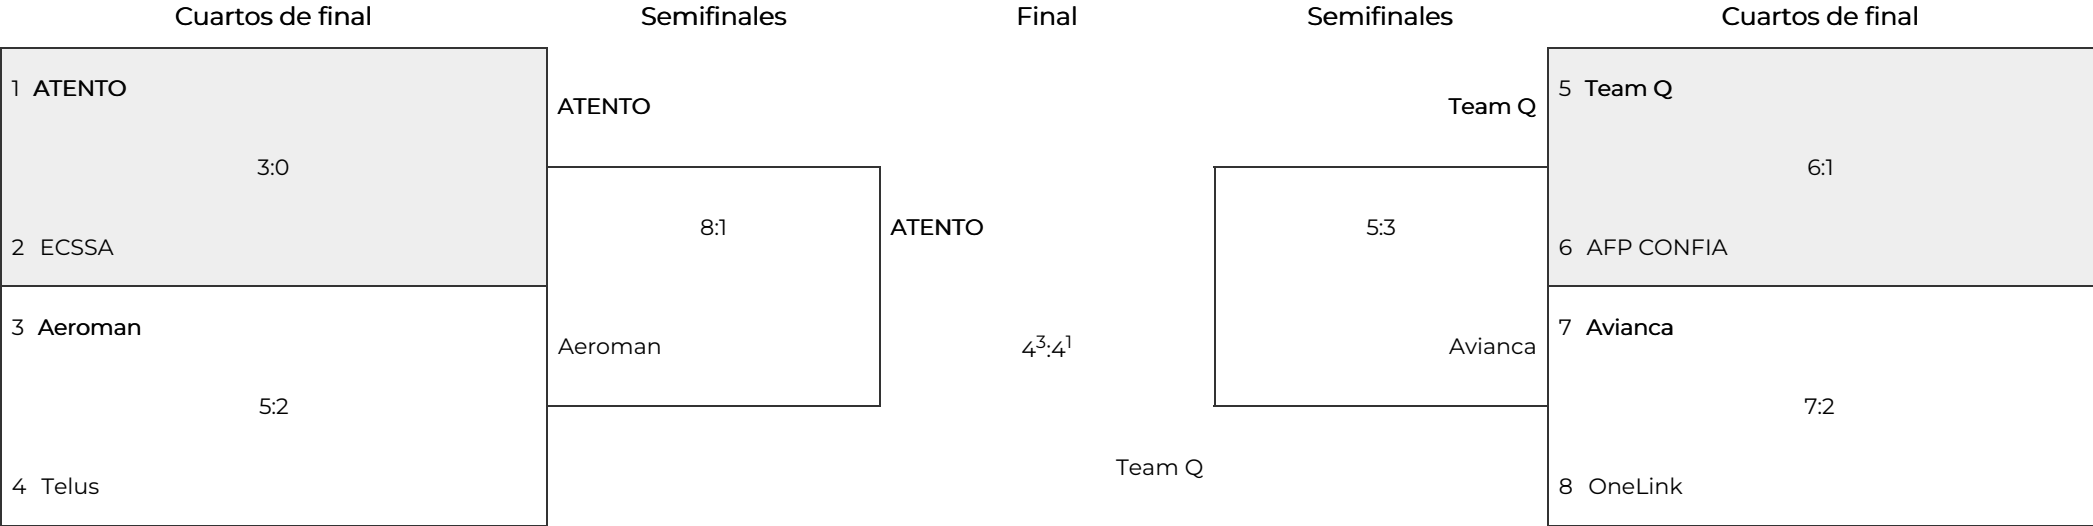 Cuartos de final
Semifinales
Final
Semifinales
Cuartos de final
1 ATENTO
3:0
2 ECSSA
3 Aeroman
5:2
4 Telus
ATENTO
8:1
Aeroman
ATENTO
4³:4¹
Team Q
Team Q
5:3
Avianca
5 Team Q
6:1
6 AFP CONFIA
7 Avianca
7:2
8 OneLink